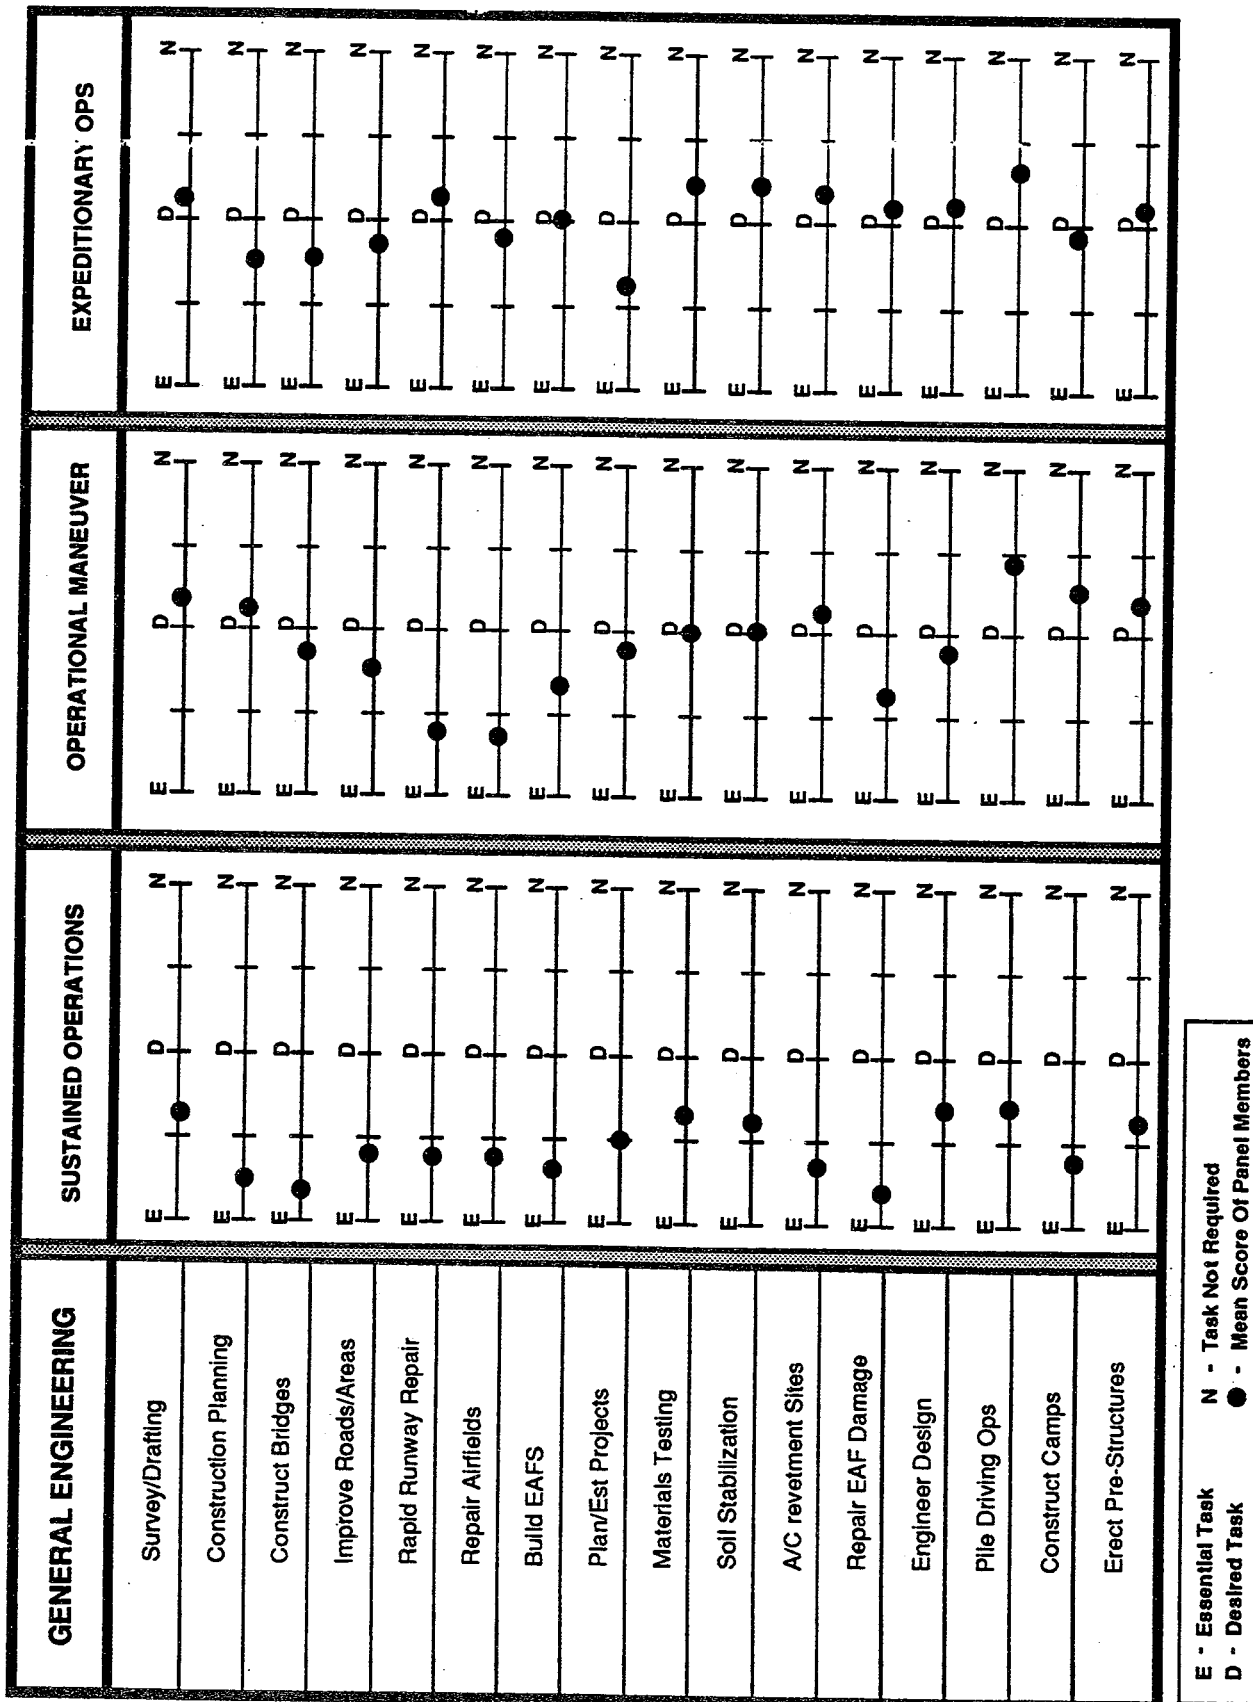 GENERAL ENGINEERING SUSTAINED OPERATIONS OPERATIONAL MANEUVER EXPEDITIONARY OPS
Survey/Drafting E D N E D N E D N
Construction Planning E D N E D N E D N
Construct Bridges E D N E D N E D N
Improve Roads/Areas E D N E D N E D N
Rapid Runway Repair E D N E D N E D N
Repair Airfields E D N E D N E D N
Build EAFS E D N E D N E D N
Plan/Est Projects E D N E D N E D N
Materials Testing E D N E D N E D N
Soil Stabilization E D N E D N E D N
A/C revetment Sites E D N E D N E D N
Repair EAF Damage E D N E D N E D N
Engineer Design E D N E D N E D N
Pile Driving Ops E D N E D N E D N
Construct Camps E D N E D N E D N
Erect Pre-Structures E D N E D N E D N
E - Essential Task N - Task Not Required
D - Desired Task ● - Mean Score Of Panel Members